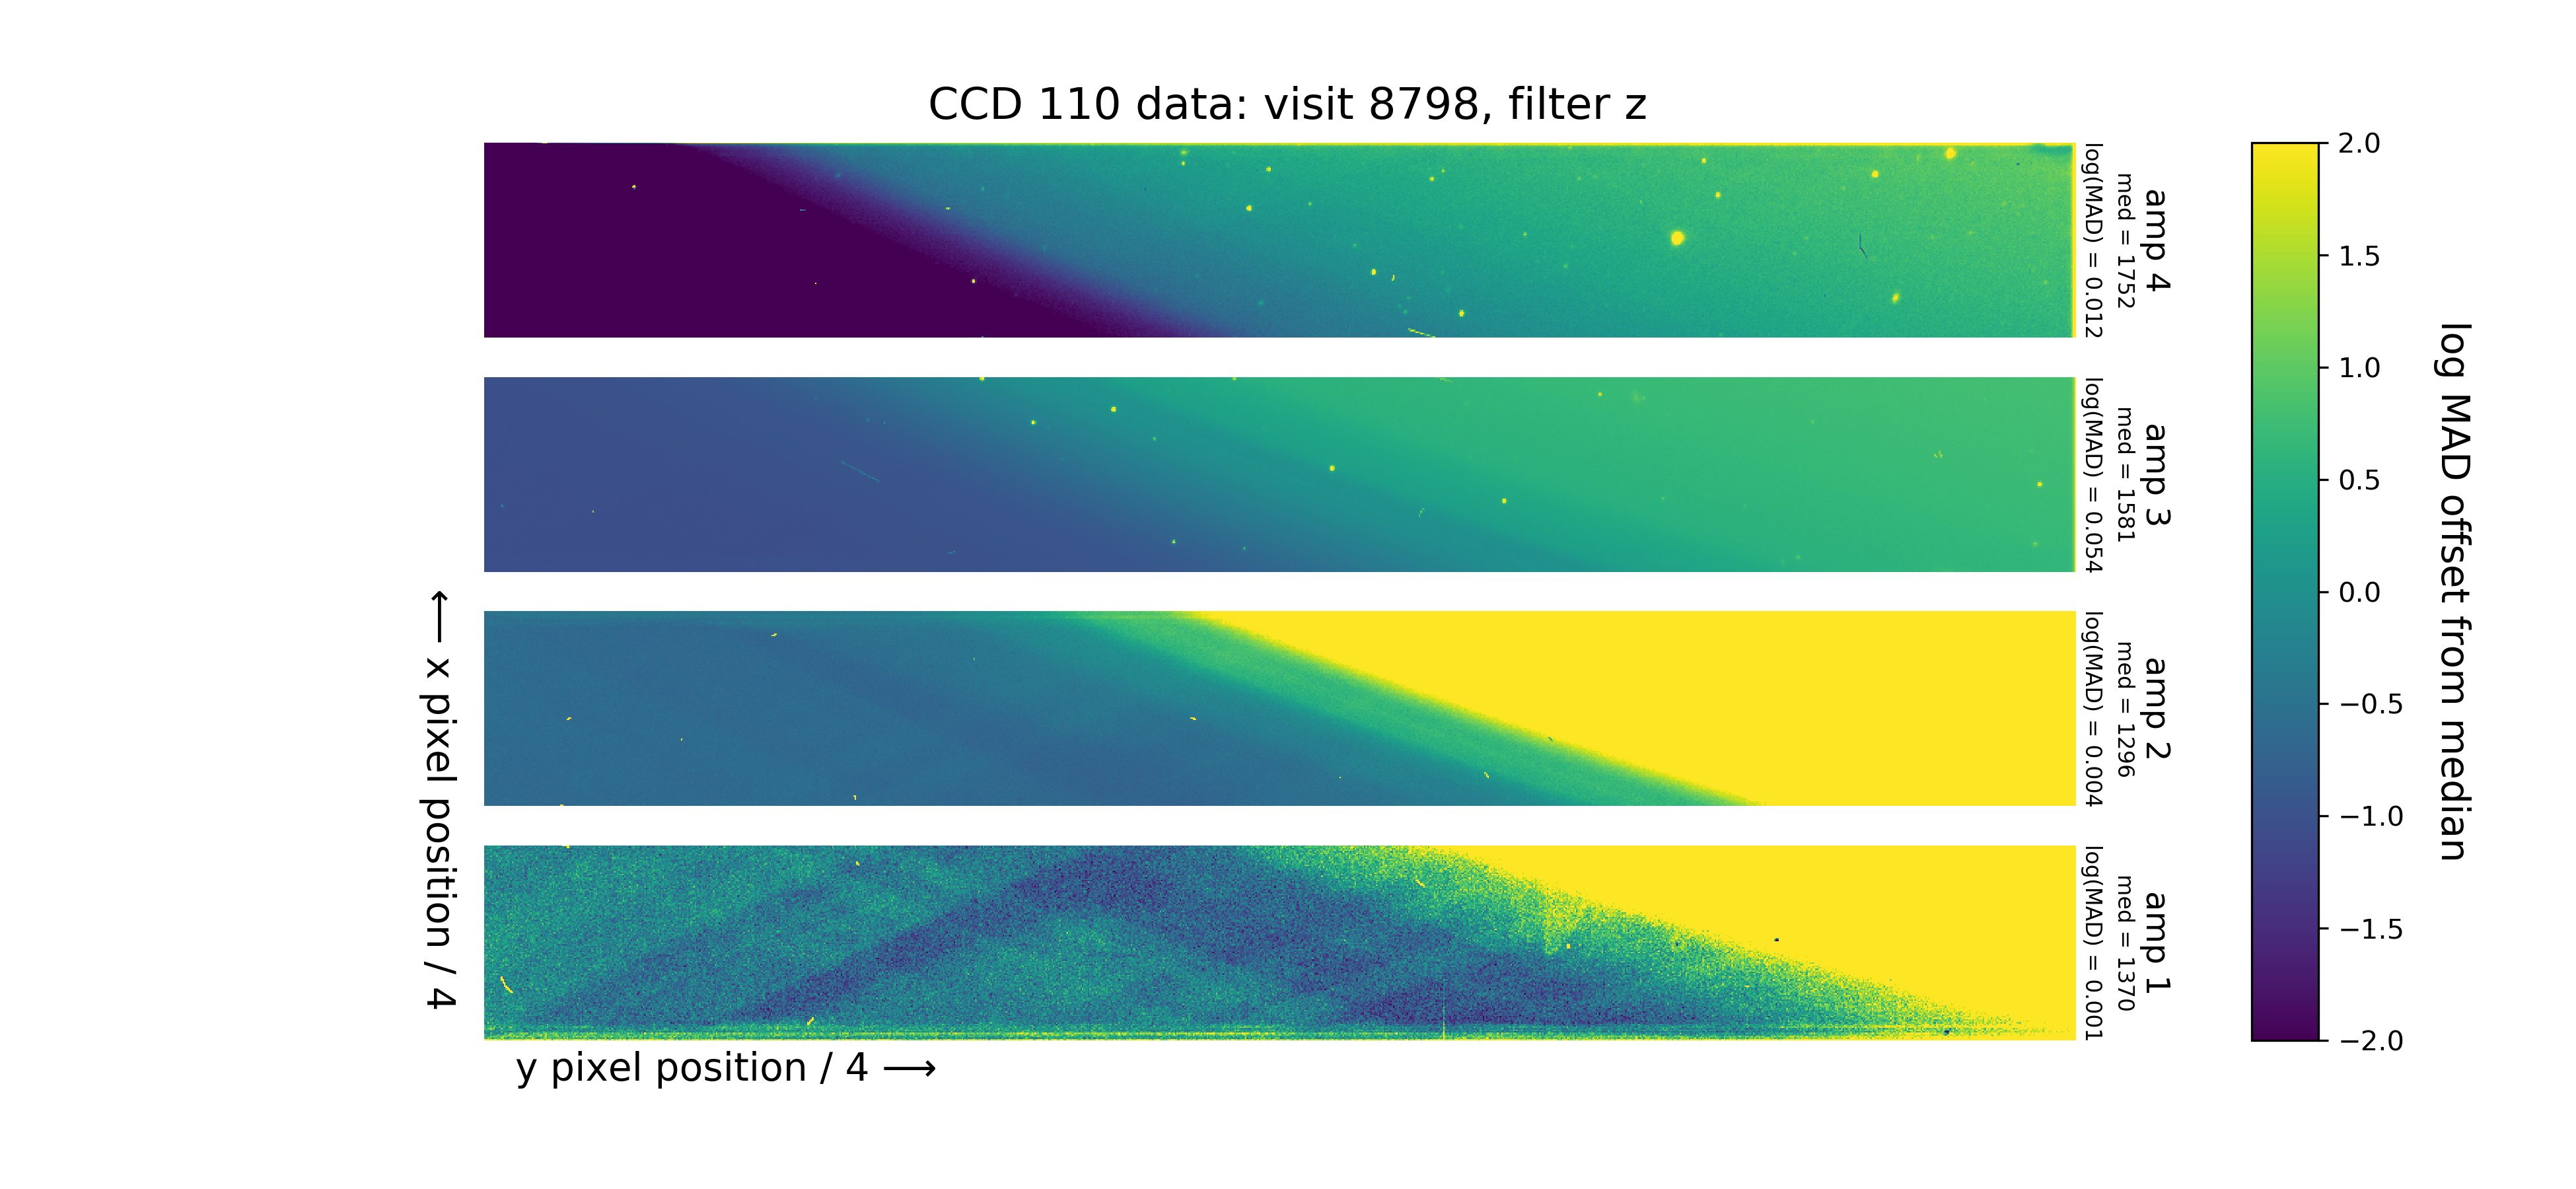 CCD 110 data: visit 8798, filter z
amp 4
med = 1752
log(MAD) = 0.012
amp 3
med = 1581
log(MAD) = 0.054
amp 2
med = 1296
log(MAD) = 0.004
amp 1
med = 1370
log(MAD) = 0.001
⟵ x pixel position / 4
y pixel position / 4 ⟶
2.0
1.5
1.0
0.5
0.0
−0.5
−1.0
−1.5
−2.0
log MAD offset from median